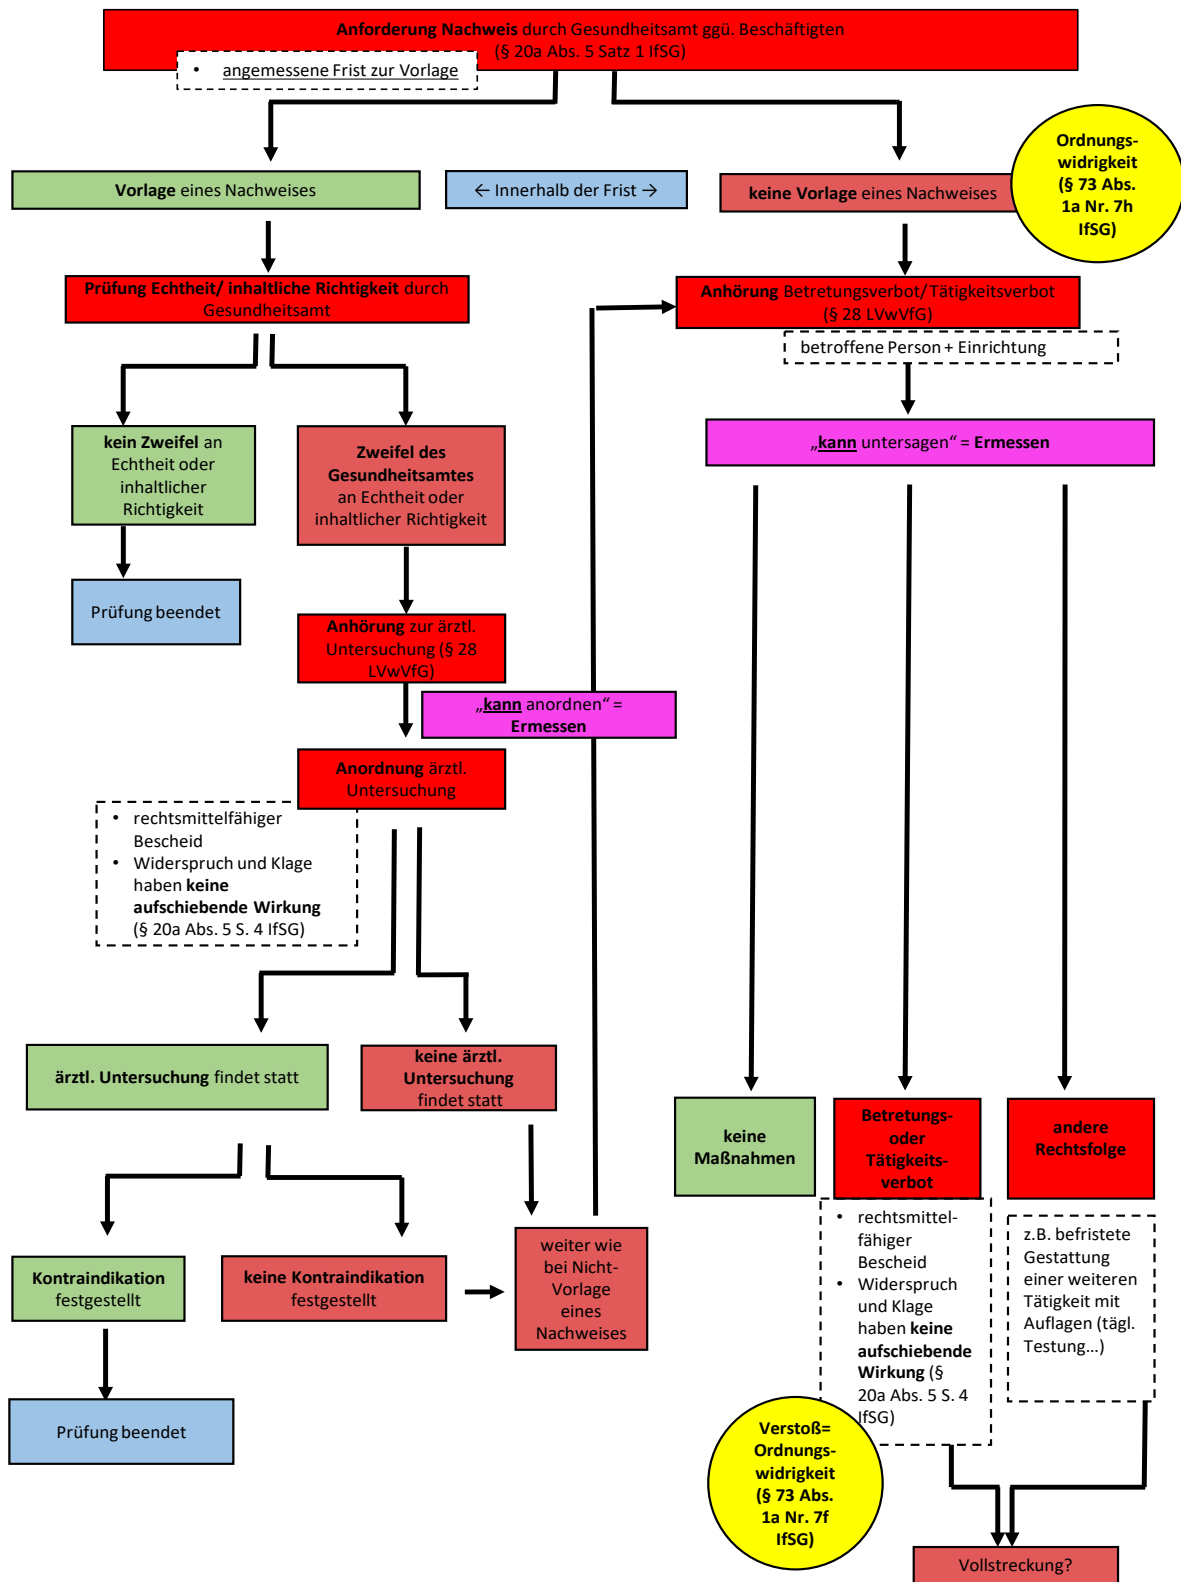 Anforderung Nachweis durch Gesundheitsamt ggü. Beschäftigten
(§ 20a Abs. 5 Satz 1 IfSG)
• angemessene Frist zur Vorlage
Ordnungs-
widrigkeit
(§ 73 Abs.
1a Nr. 7h
IfSG)
Vorlage eines Nachweises
← Innerhalb der Frist →
keine Vorlage eines Nachweises
Prüfung Echtheit/ inhaltliche Richtigkeit durch
Gesundheitsamt
Anhörung Betretungsverbot/ Tätigkeitsverbot
(§ 28 LVwVfG)
betroffene Person + Einrichtung
kein Zweifel an
Echtheit oder
inhaltlicher
Richtigkeit
Zweifel des
Gesundheitsamtes
an Echtheit oder
inhaltlicher Richtigkeit
„kann untersagen“ = Ermessen
Prüfung beendet
Anhörung zur ärztl.
Untersuchung (§ 28
LVwVfG)
„kann anordnen“ =
Ermessen
Anordnung ärztl.
Untersuchung
• rechtsmittelfähiger
Bescheid
• Widerspruch und Klage
haben keine
aufschiebende Wirkung
(§ 20a Abs. 5 S. 4 IfSG)
ärztl. Untersuchung findet statt
keine ärztl.
Untersuchung
findet statt
keine
Maßnahmen
Betretungs-
oder
Tätigkeits-
verbot
andere
Rechtsfolge
• rechtsmittel-
fähiger
Bescheid
• Widerspruch
und Klage
haben keine
aufschiebende
Wirkung (§
20a Abs. 5 S. 4
IfSG)
z.B. befristete
Gestattung
einer weiteren
Tätigkeit mit
Auflagen (tägl.
Testung…)
Kontraindikation
festgestellt
keine Kontraindikation
festgestellt
weiter wie
bei Nicht-
Vorlage
eines
Nachweises
Prüfung beendet
Verstoß=
Ordnungs-
widrigkeit
(§ 73 Abs.
1a Nr. 7f
IfSG)
Vollstreckung?